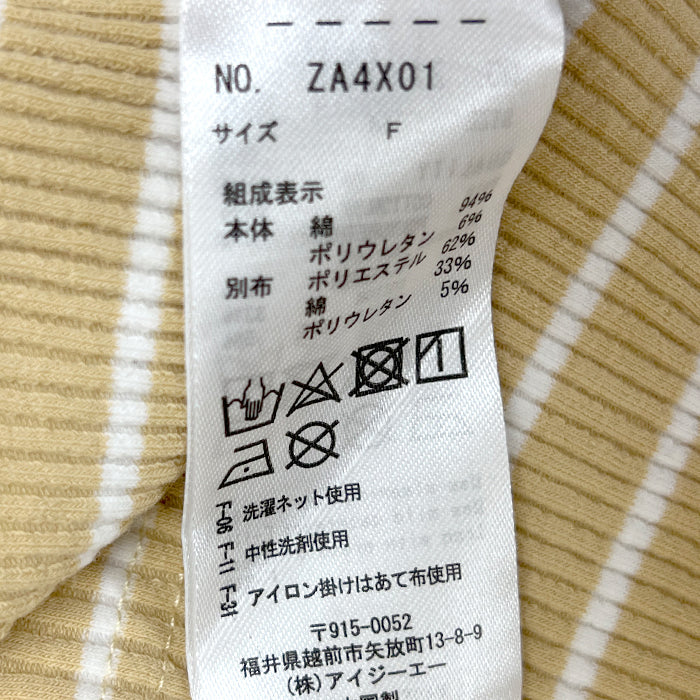 NO. ZA4X01
サイズ F
組成表示
本体 綿 94%
ポリウレタン 6%
別布 ポリエステル 62%
綿 33%
ポリウレタン 5%
F-06 洗濯ネット使用
F-11 中性洗剤使用
F-31 アイロン掛けはあて布使用
〒915-0052
福井県越前市矢放町13-8-9
(株)アイジーエー